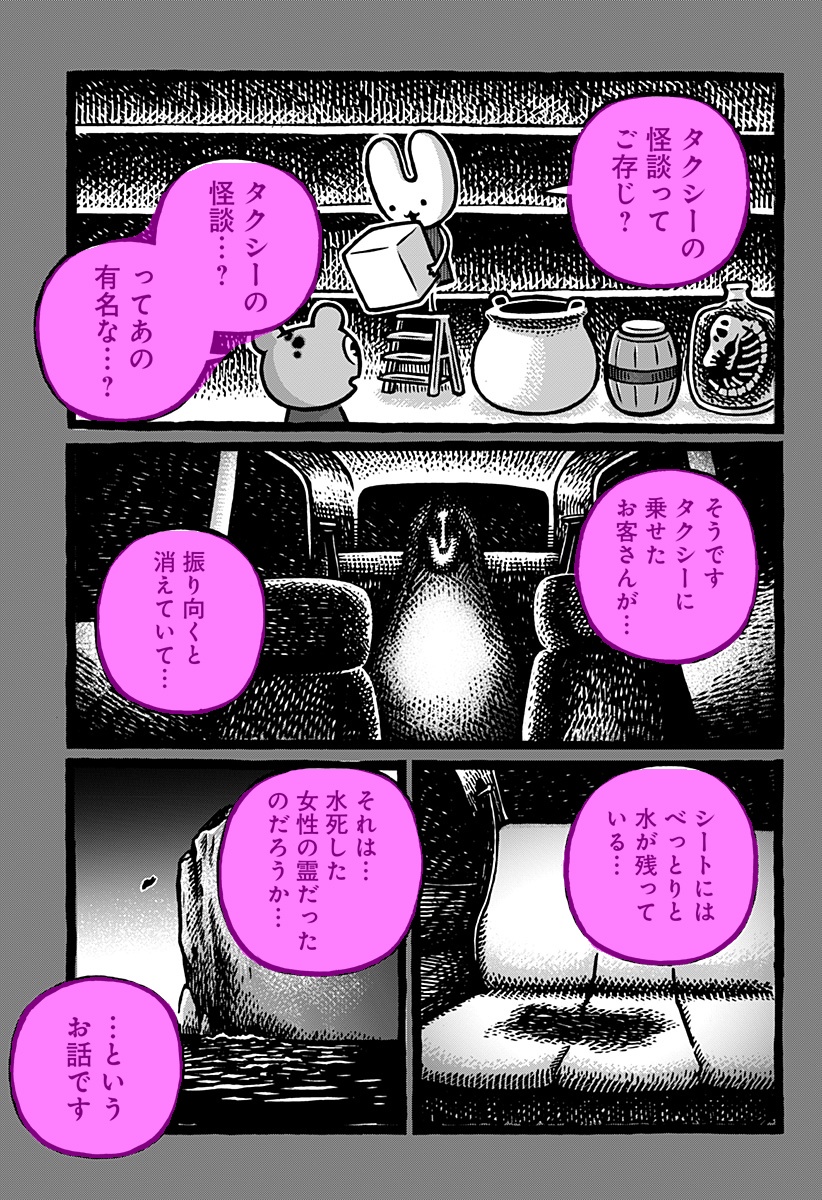 タクシーの
怪談って
ご存じ？
タクシーの
怪談…？
ってあの
有名な…？
そうです
タクシーに
乗せた
お客さんが…
振り向くと
消えていて…
シートには
べっとりと
水が残って
いる…
それは…
水死した
女性の霊だった
のだろうか…
…という
お話です